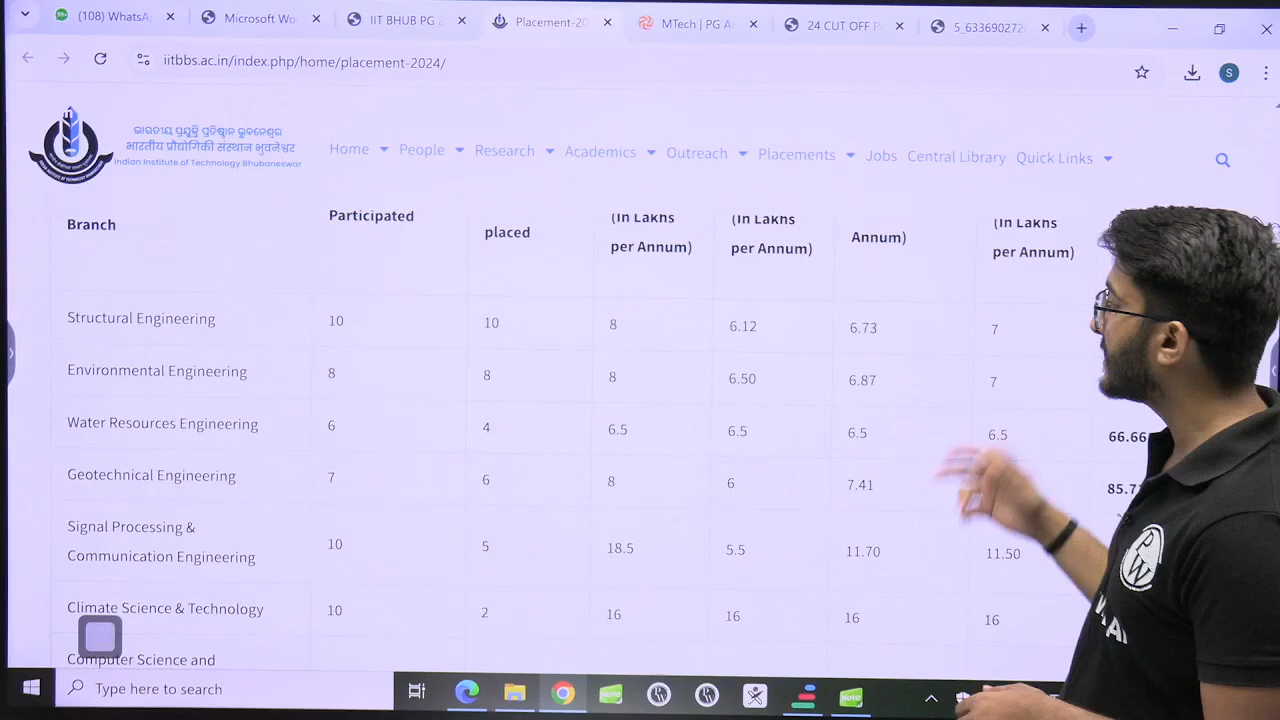 (108) WhatsA
Microsoft Wo
IIT BHUB PG 2
Placement-20
MTech | PG A
24 CUT OFF P
5_633690272
iitbbs.ac.in/index.php/home/placement-2024/
S
ଭାରତୀୟ ପ୍ରଯୁକ୍ତି ପ୍ରତିଷ୍ଠାନ ଭୁବନେଶ୍ୱର
भारतीय प्रौद्योगिकी संस्थान भुवनेश्वर
Indian Institute of Technology Bhubaneswar
Home People Research Academics Outreach Placements Jobs Central Library Quick Links
Branch Participated placed (In Lakhs per Annum) (In Lakhs per Annum) Annum) (In Lakhs per Annum)
Structural Engineering 10 10 8 6.12 6.73 7
Environmental Engineering 8 8 8 6.50 6.87 7
Water Resources Engineering 6 4 6.5 6.5 6.5 6.5 66.66
Geotechnical Engineering 7 6 8 6 7.41 85.7
Signal Processing &
Communication Engineering 10 5 18.5 5.5 11.70 11.50
Climate Science & Technology 10 2 16 16 16 16
Computer Science and
Type here to search
PW